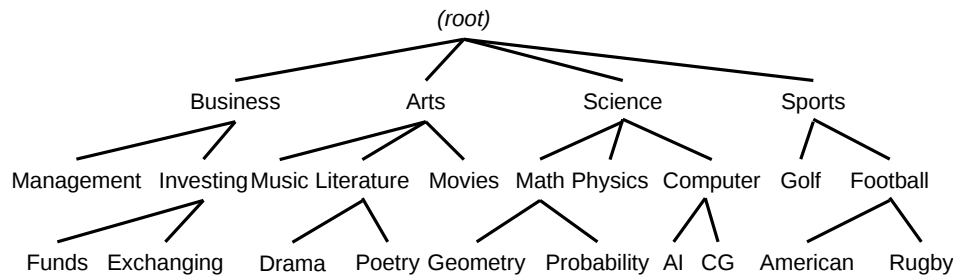 (root)
Business Arts Science Sports
Management Investing Music Literature Movies Math Physics Computer Golf Football
Funds Exchanging Drama Poetry Geometry Probability AI CG American Rugby